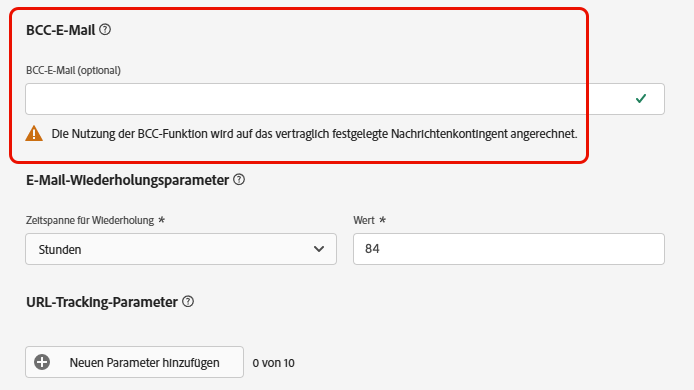 BCC-E-Mail
BCC-E-Mail (optional)
Die Nutzung der BCC-Funktion wird auf das vertraglich festgelegte Nachrichtenkontingent angerechnet.
E-Mail-Wiederholungsparameter
Zeitspanne für Wiederholung * Wert *
Stunden 84
URL-Tracking-Parameter
Neuen Parameter hinzufügen 0 von 10